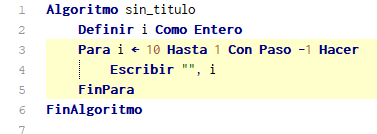 1 Algoritmo sin_titulo
2 Definir i Como Entero
3 Para i ← 10 Hasta 1 Con Paso -1 Hacer
4 Escribir "", i
5 FinPara
6 FinAlgoritmo
7